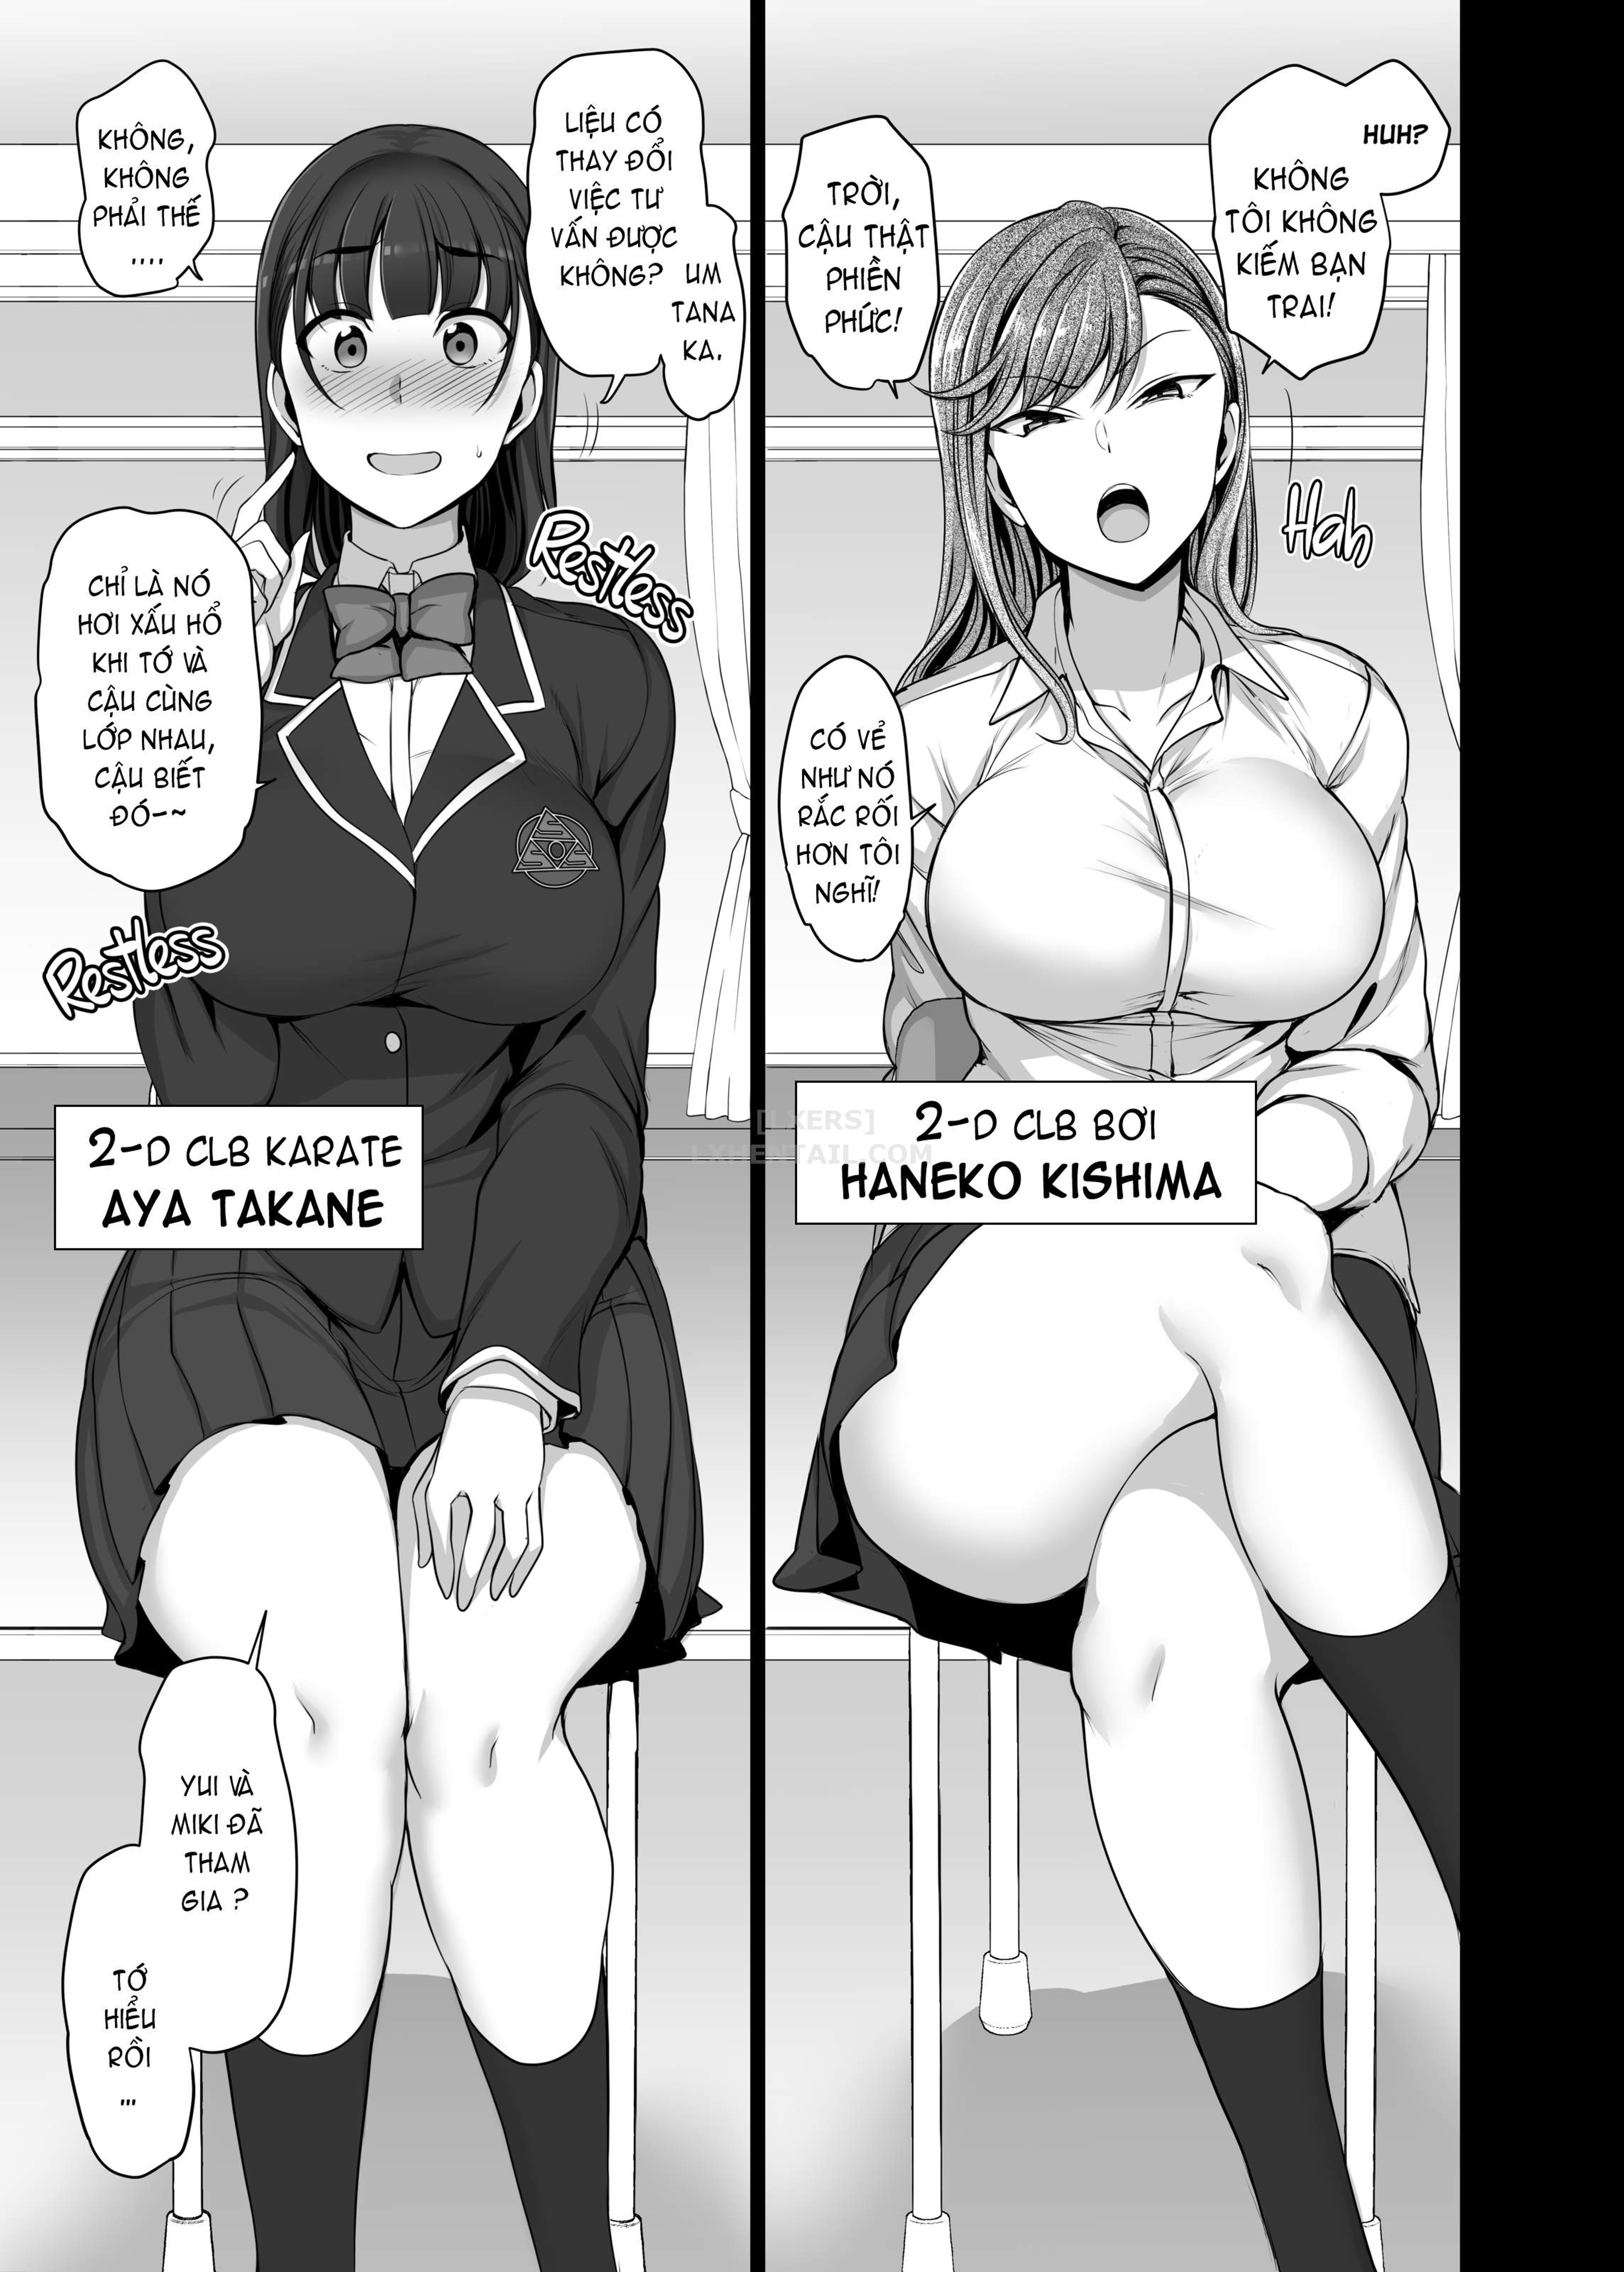 HUH?
KHÔNG
TÔI KHÔNG
KIẾM BẠN
TRAI!
TRỜI,
CẬU THẬT
PHIỀN
PHỨC!
Hah
CÓ VẺ
NHƯ NÓ
RẮC RỐI
HƠN TÔI
NGHĨ!
2-D CLB BƠI
HANEKO KISHIMA
UM
TANA
KA.
LIỆU CÓ
THAY ĐỔI
VIỆC TƯ
VẤN ĐƯỢC
KHÔNG?
KHÔNG,
KHÔNG
PHẢI THẾ
....
Restless
CHỈ LÀ NÓ
HƠI XẤU HỔ
KHI TỚ VÀ
CẬU CÙNG
LỚP NHAU,
CẬU BIẾT
ĐÓ-~
Restless
2-D CLB KARATE
AYA TAKANE
[LXERS]
LXHENTAIL.COM
YUI VÀ
MIKI ĐÃ
THAM
GIA ?
TỚ
HIỂU
RỒI
...